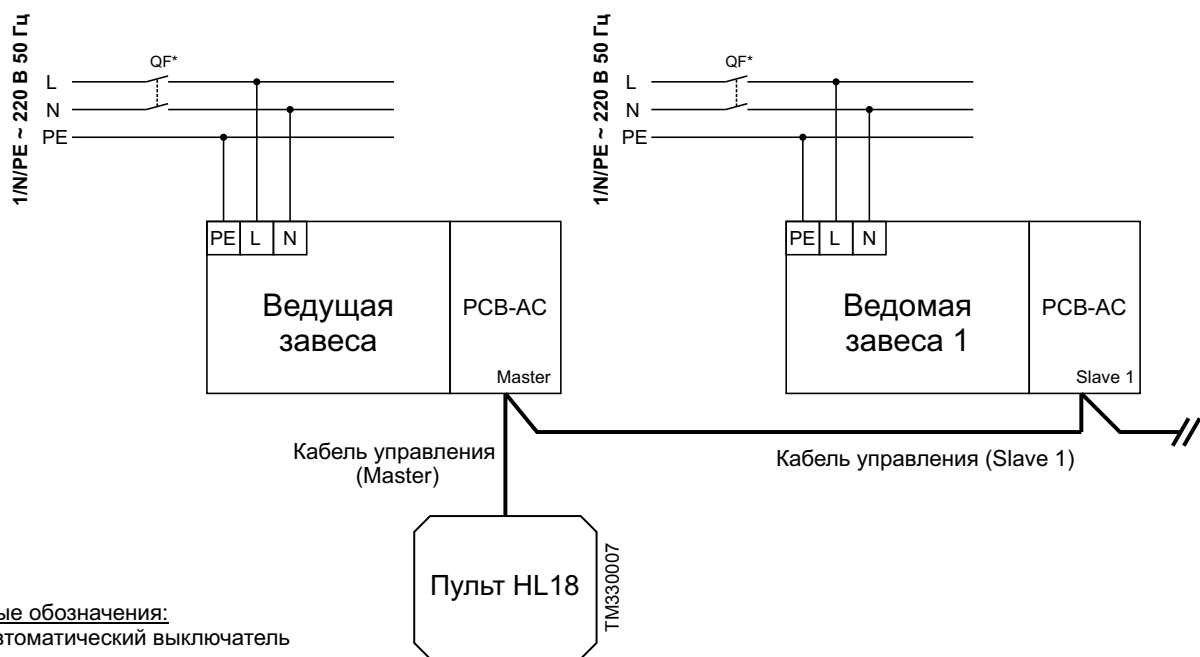 1/N/PE ~ 220 В 50 Гц
QF*
L
N
PE
PE L N
Ведущая
завеса
PCB-AC
Master
1/N/PE ~ 220 В 50 Гц
QF*
L
N
PE
PE L N
Ведомая
завеса 1
PCB-AC
Slave 1
Кабель управления
(Master)
Кабель управления (Slave 1)
Пульт HL18
TM330007
обозначения:
выключатель